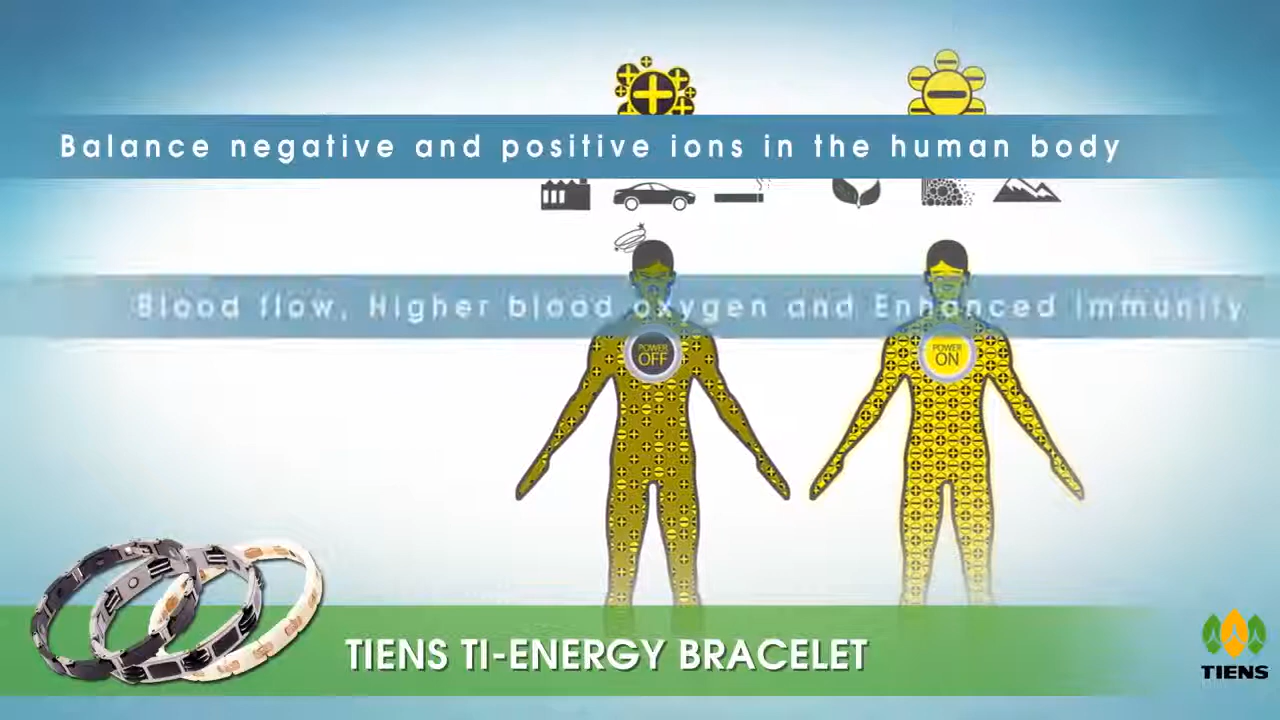 Balance negative and positive ions in the human body
Blood flow, Higher blood oxygen and Enhanced immunity
POWER OFF
POWER ON
TIENS TI-ENERGY BRACELET
TIENS